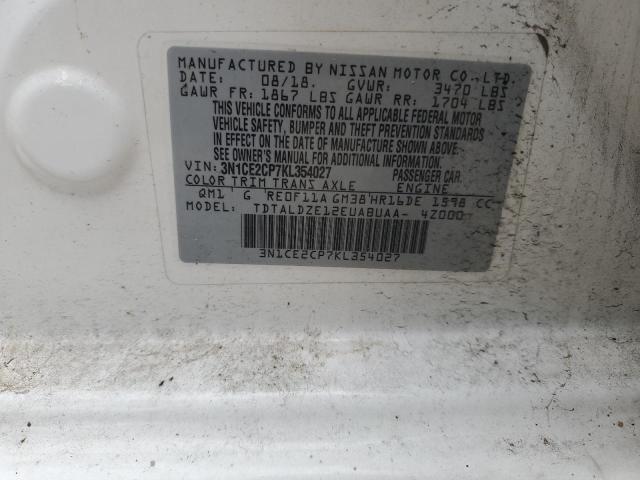 MANUFACTURED BY NISSAN MOTOR CO., LTD.
DATE: 08/18. GVWR: 3470 LBS
GAWR FR: 1867 LBS GAWR RR: 1704 LBS
THIS VEHICLE CONFORMS TO ALL APPLICABLE FEDERAL MOTOR
VEHICLE SAFETY, BUMPER AND THEFT PREVENTION STANDARDS
IN EFFECT ON THE DATE OF MANUFACTURE SHOWN ABOVE.
SEE OWNER'S MANUAL FOR ADDITIONAL INFORMATION
VIN: 3N1CE2CP7KL354027 PASSENGER CAR.
COLOR TRIM TRANS AXLE ENGINE
QM1 G RE0F11A GM38 HR16DE 1598 CC
MODEL: TDTALDZE12EUABUAA- 4Z000
3N1CE2CP7KL354027